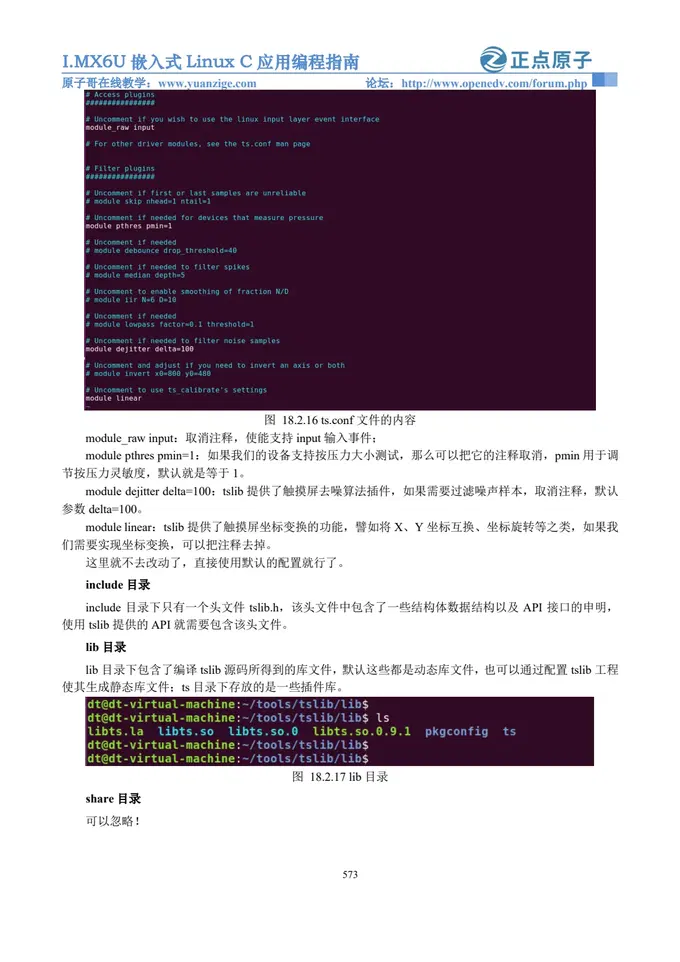 I.MX6U 嵌入式 Linux C 应用编程指南
正点原子
原子哥在线教学：www.yuanzige.com 论坛：http://www.openedv.com/forum.php
# Access plugins
################
# Uncomment if you wish to use the linux input layer event interface
module_raw input
# For other driver modules, see the ts.conf man page
# Filter plugins
################
# Uncomment if first or last samples are unreliable
# module skip nhead=1 ntail=1
# Uncomment if needed for devices that measure pressure
module pthres pmin=1
# Uncomment if needed
# module debounce drop_threshold=40
# Uncomment if needed to filter spikes
# module median depth=5
# Uncomment to enable smoothing of fraction N/D
# module iir N=6 D=10
# Uncomment if needed
# module lowpass factor=0.1 threshold=1
# Uncomment if needed to filter noise samples
module dejitter delta=100
# Uncomment and adjust if you need to invert an axis or both
# module invert x0=800 y0=480
# Uncomment to use ts_calibrate's settings
module linear
~
图 18.2.16 ts.conf 文件的内容
module_raw input：取消注释，使能支持 input 输入事件；
module pthres pmin=1：如果我们的设备支持按压力大小测试，那么可以把它的注释取消，pmin 用于调
节按压力灵敏度，默认就是等于 1。
module dejitter delta=100：tslib 提供了触摸屏去噪算法插件，如果需要过滤噪声样本，取消注释，默认
参数 delta=100。
module linear：tslib 提供了触摸屏坐标变换的功能，譬如将 X、Y 坐标互换、坐标旋转等之类，如果我
们需要实现坐标变换，可以把注释去掉。
这里就不去改动了，直接使用默认的配置就行了。
include 目录
include 目录下只有一个头文件 tslib.h，该头文件中包含了一些结构体数据结构以及 API 接口的申明，
使用 tslib 提供的 API 就需要包含该头文件。
lib 目录
lib 目录下包含了编译 tslib 源码所得到的库文件，默认这些都是动态库文件，也可以通过配置 tslib 工程
使其生成静态库文件；ts 目录下存放的是一些插件库。
dt@dt-virtual-machine:~/tools/tslib/lib$
dt@dt-virtual-machine:~/tools/tslib/lib$ ls
libts.la libts.so libts.so.0 libts.so.0.9.1 pkgconfig ts
dt@dt-virtual-machine:~/tools/tslib/lib$
dt@dt-virtual-machine:~/tools/tslib/lib$
图 18.2.17 lib 目录
share 目录
可以忽略！
573